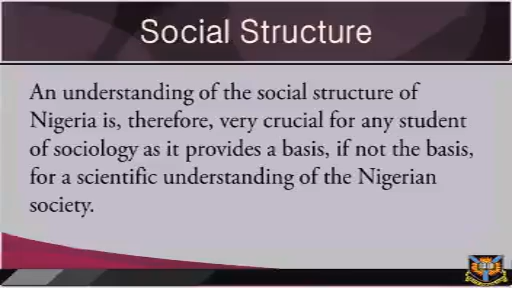 Social Structure
An understanding of the social structure of
Nigeria is, therefore, very crucial for any student
of sociology as it provides a basis, if not the basis,
for a scientific understanding of the Nigerian
society.